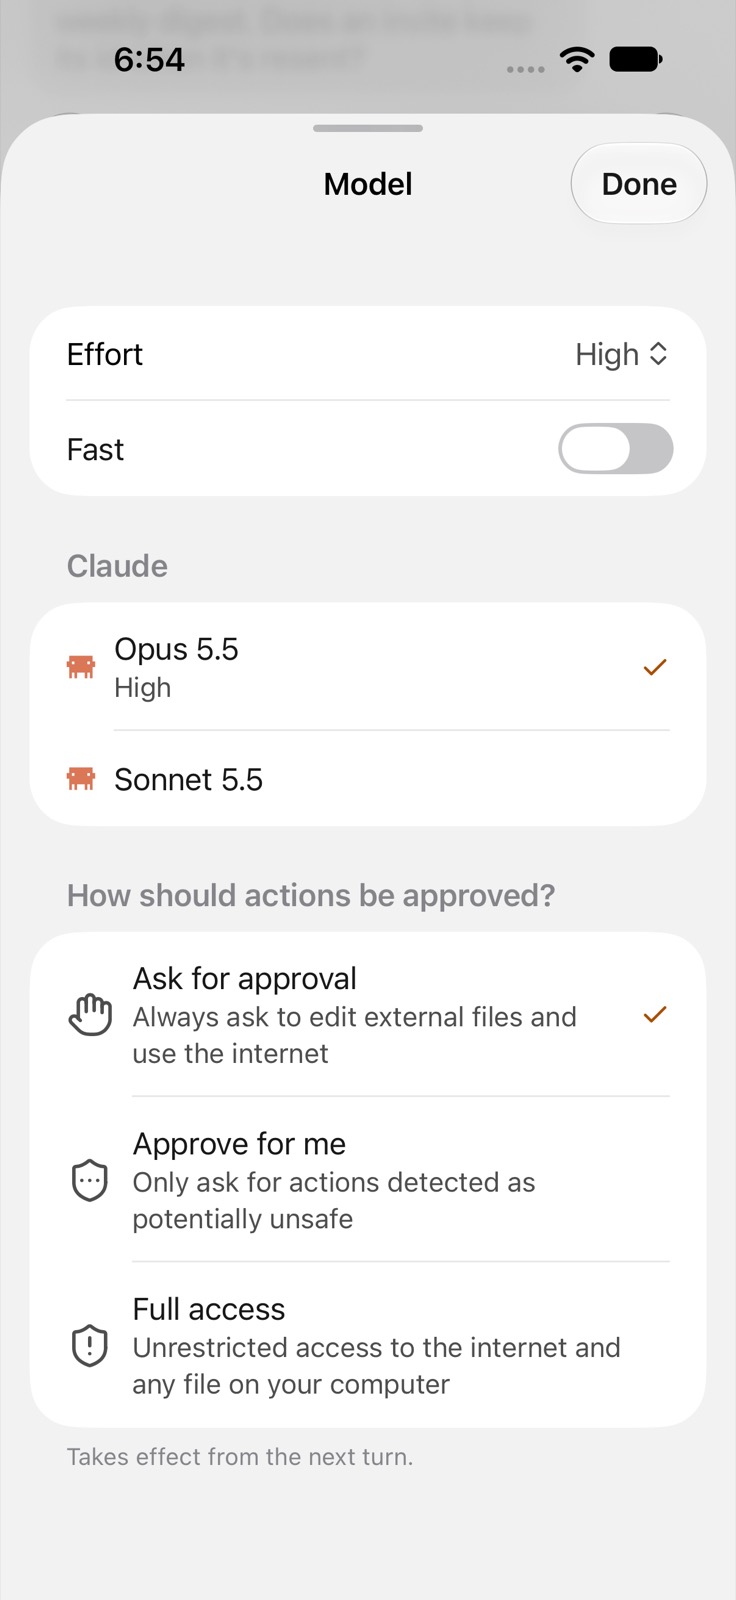 6:54
Model
Done
Effort
High
Fast
Claude
Opus 5.5
High
Sonnet 5.5
How should actions be approved?
Ask for approval
Always ask to edit external files and
use the internet
Approve for me
Only ask for actions detected as
potentially unsafe
Full access
Unrestricted access to the internet and
any file on your computer
Takes effect from the next turn.